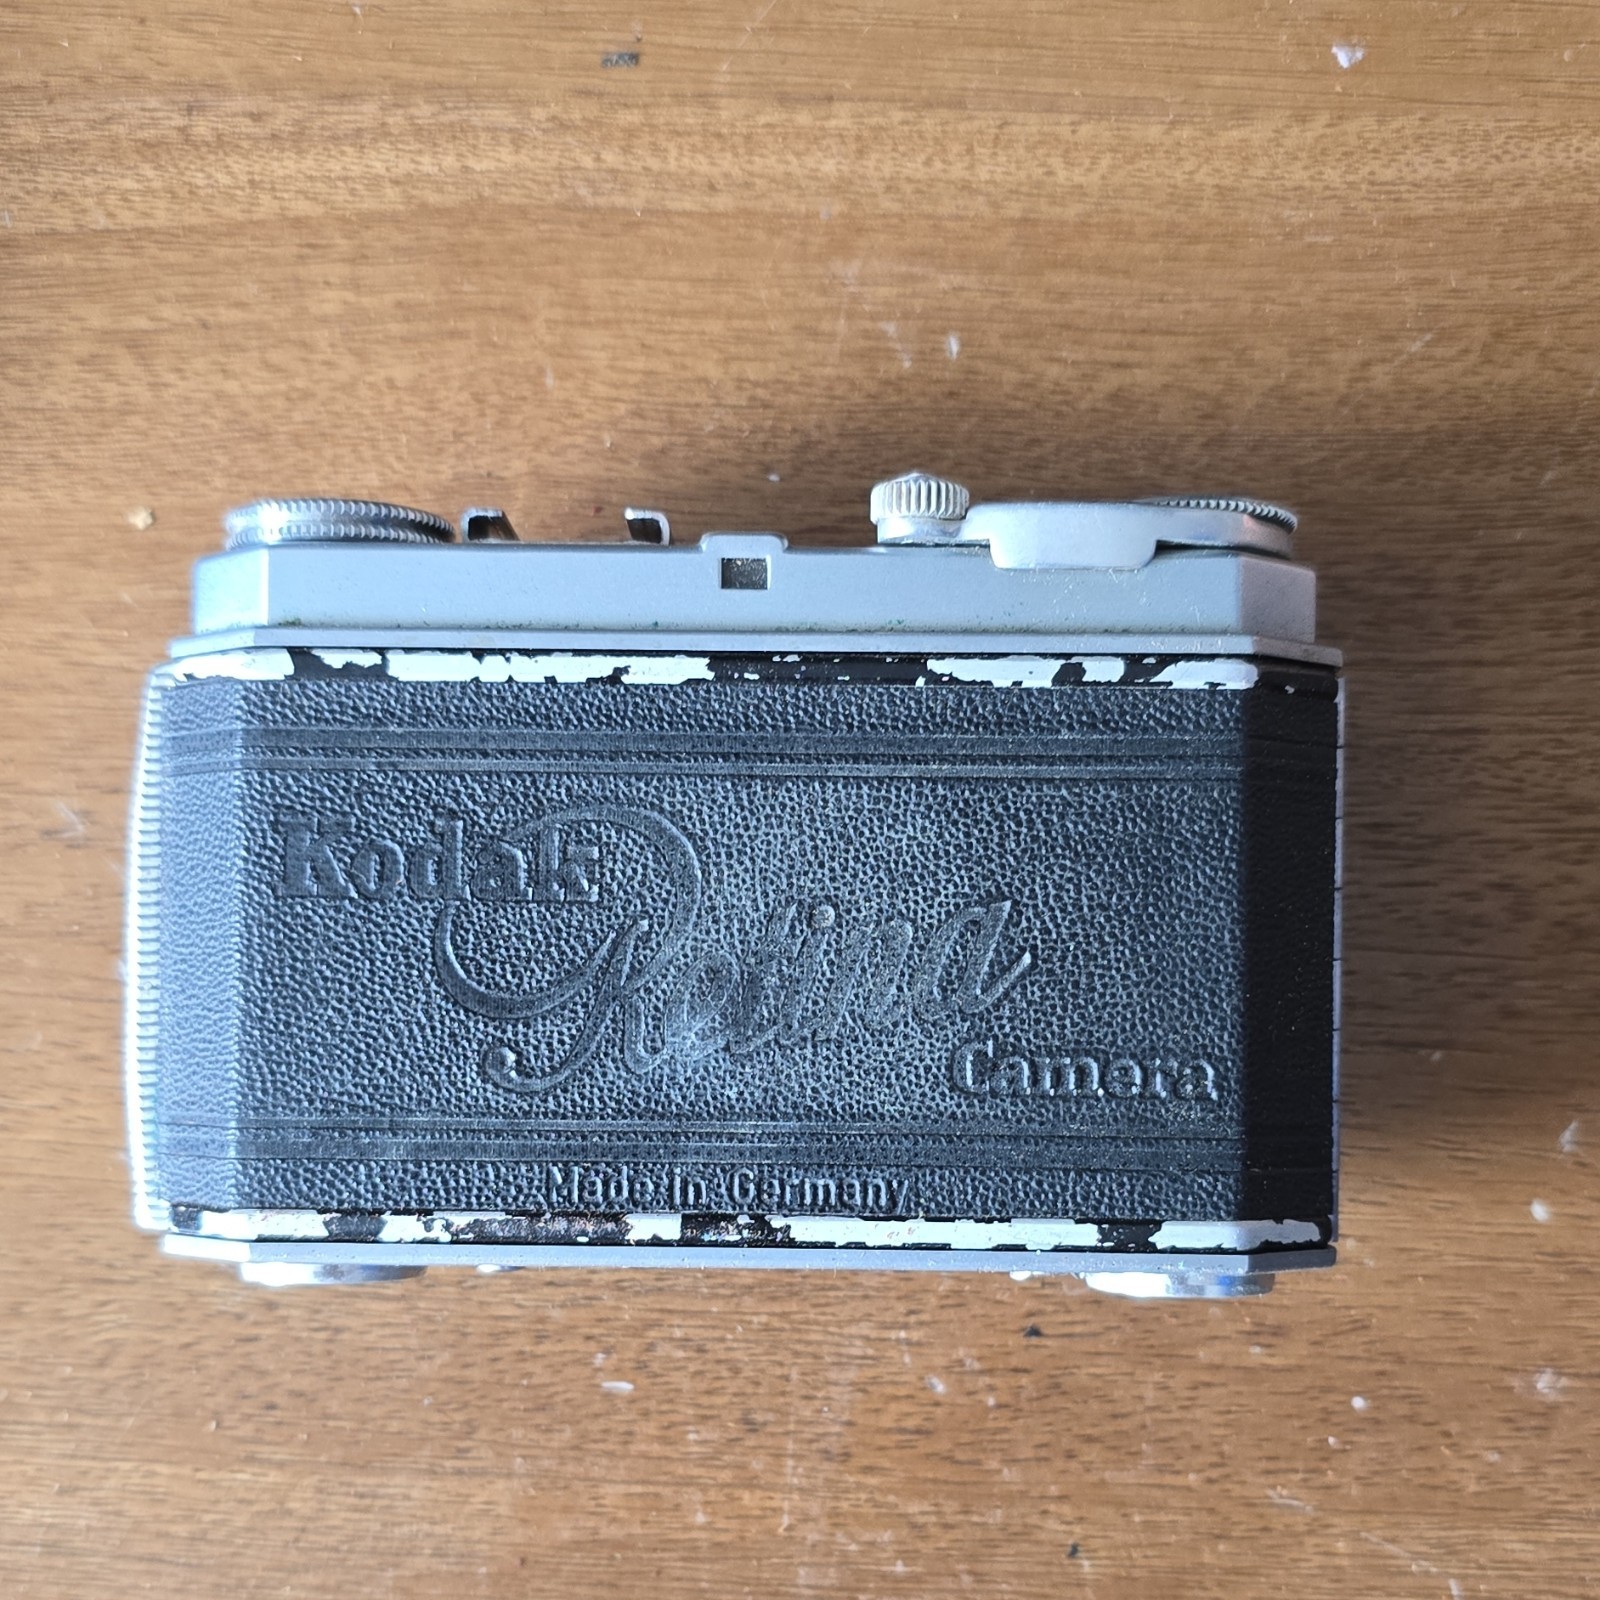 Kodak
Retina
Camera
Made in Germany